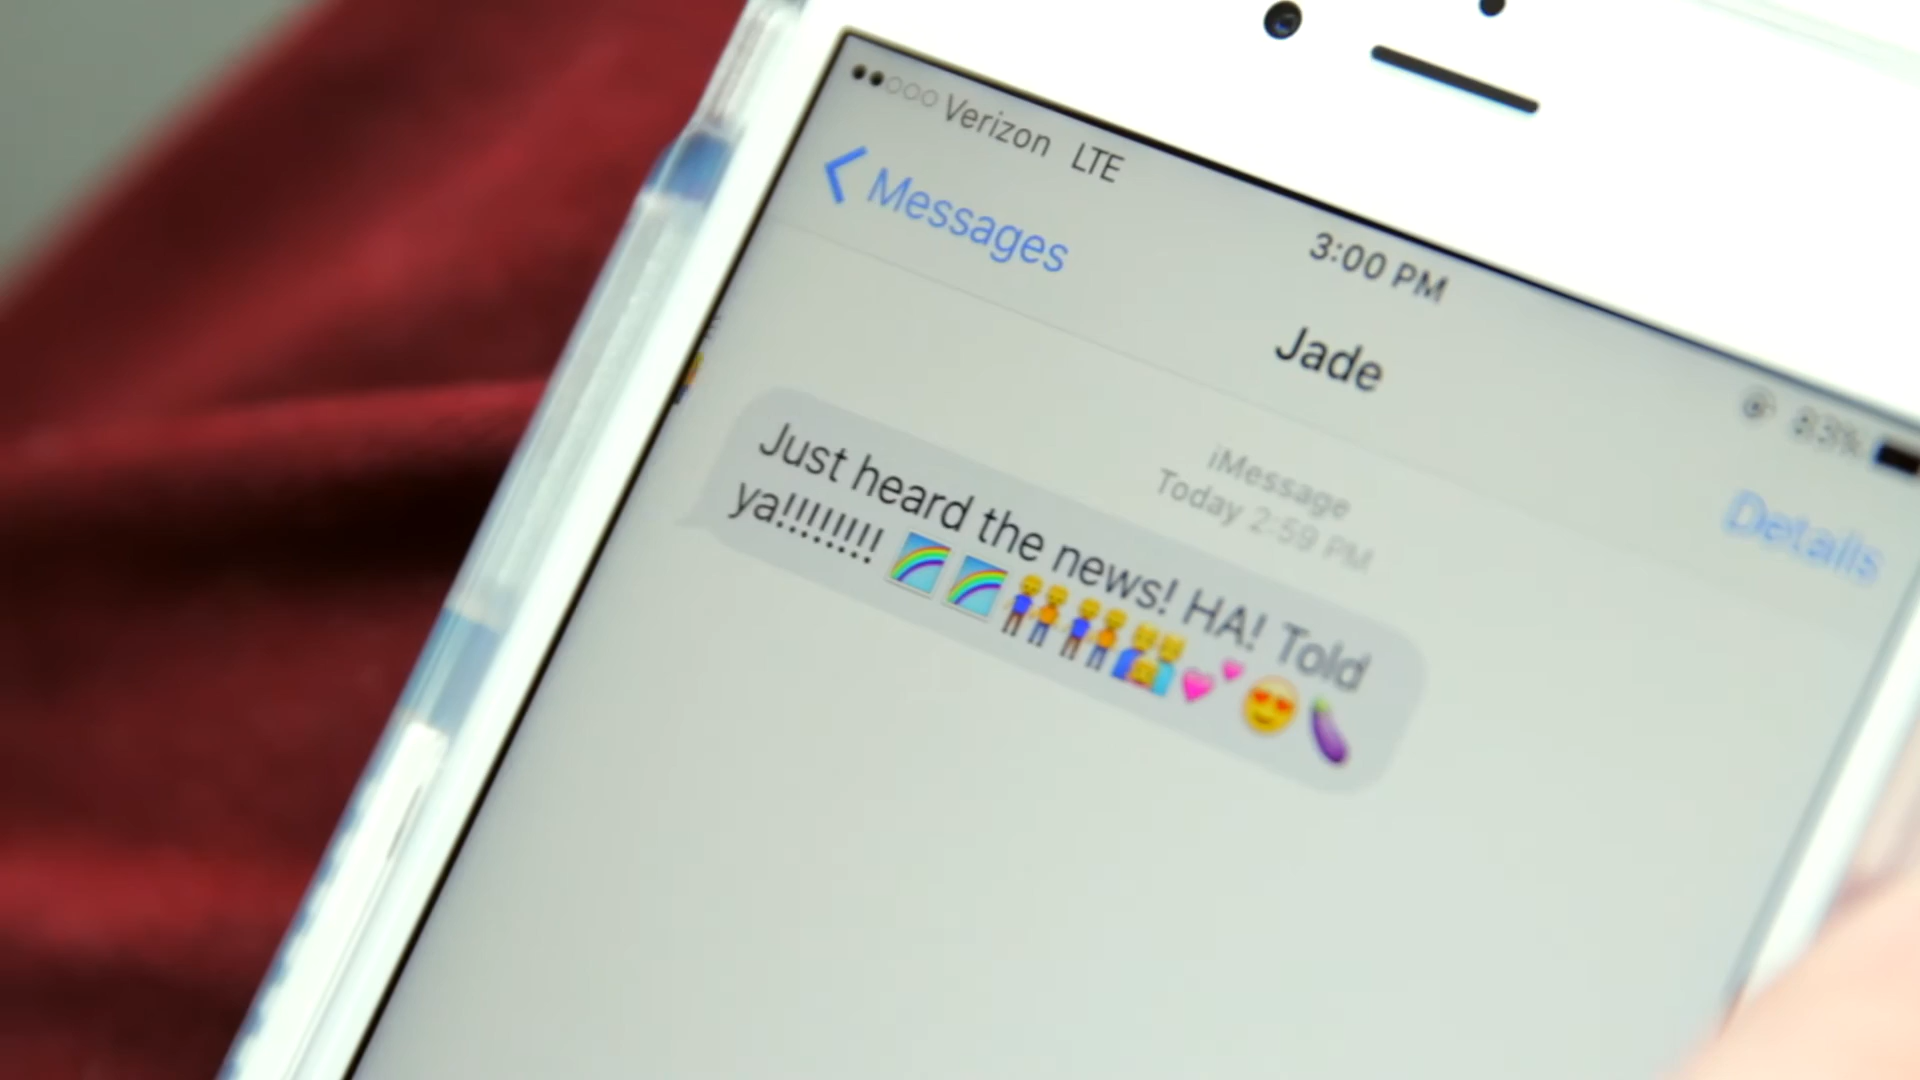 Verizon LTE
3:00 PM
83%
Messages
Jade
Details
iMessage
Today 2:59 PM
Just heard the news! HA! Told
ya!!!!!!!! 🌈🌈👬👬👨‍👨‍👦💕😍🍆